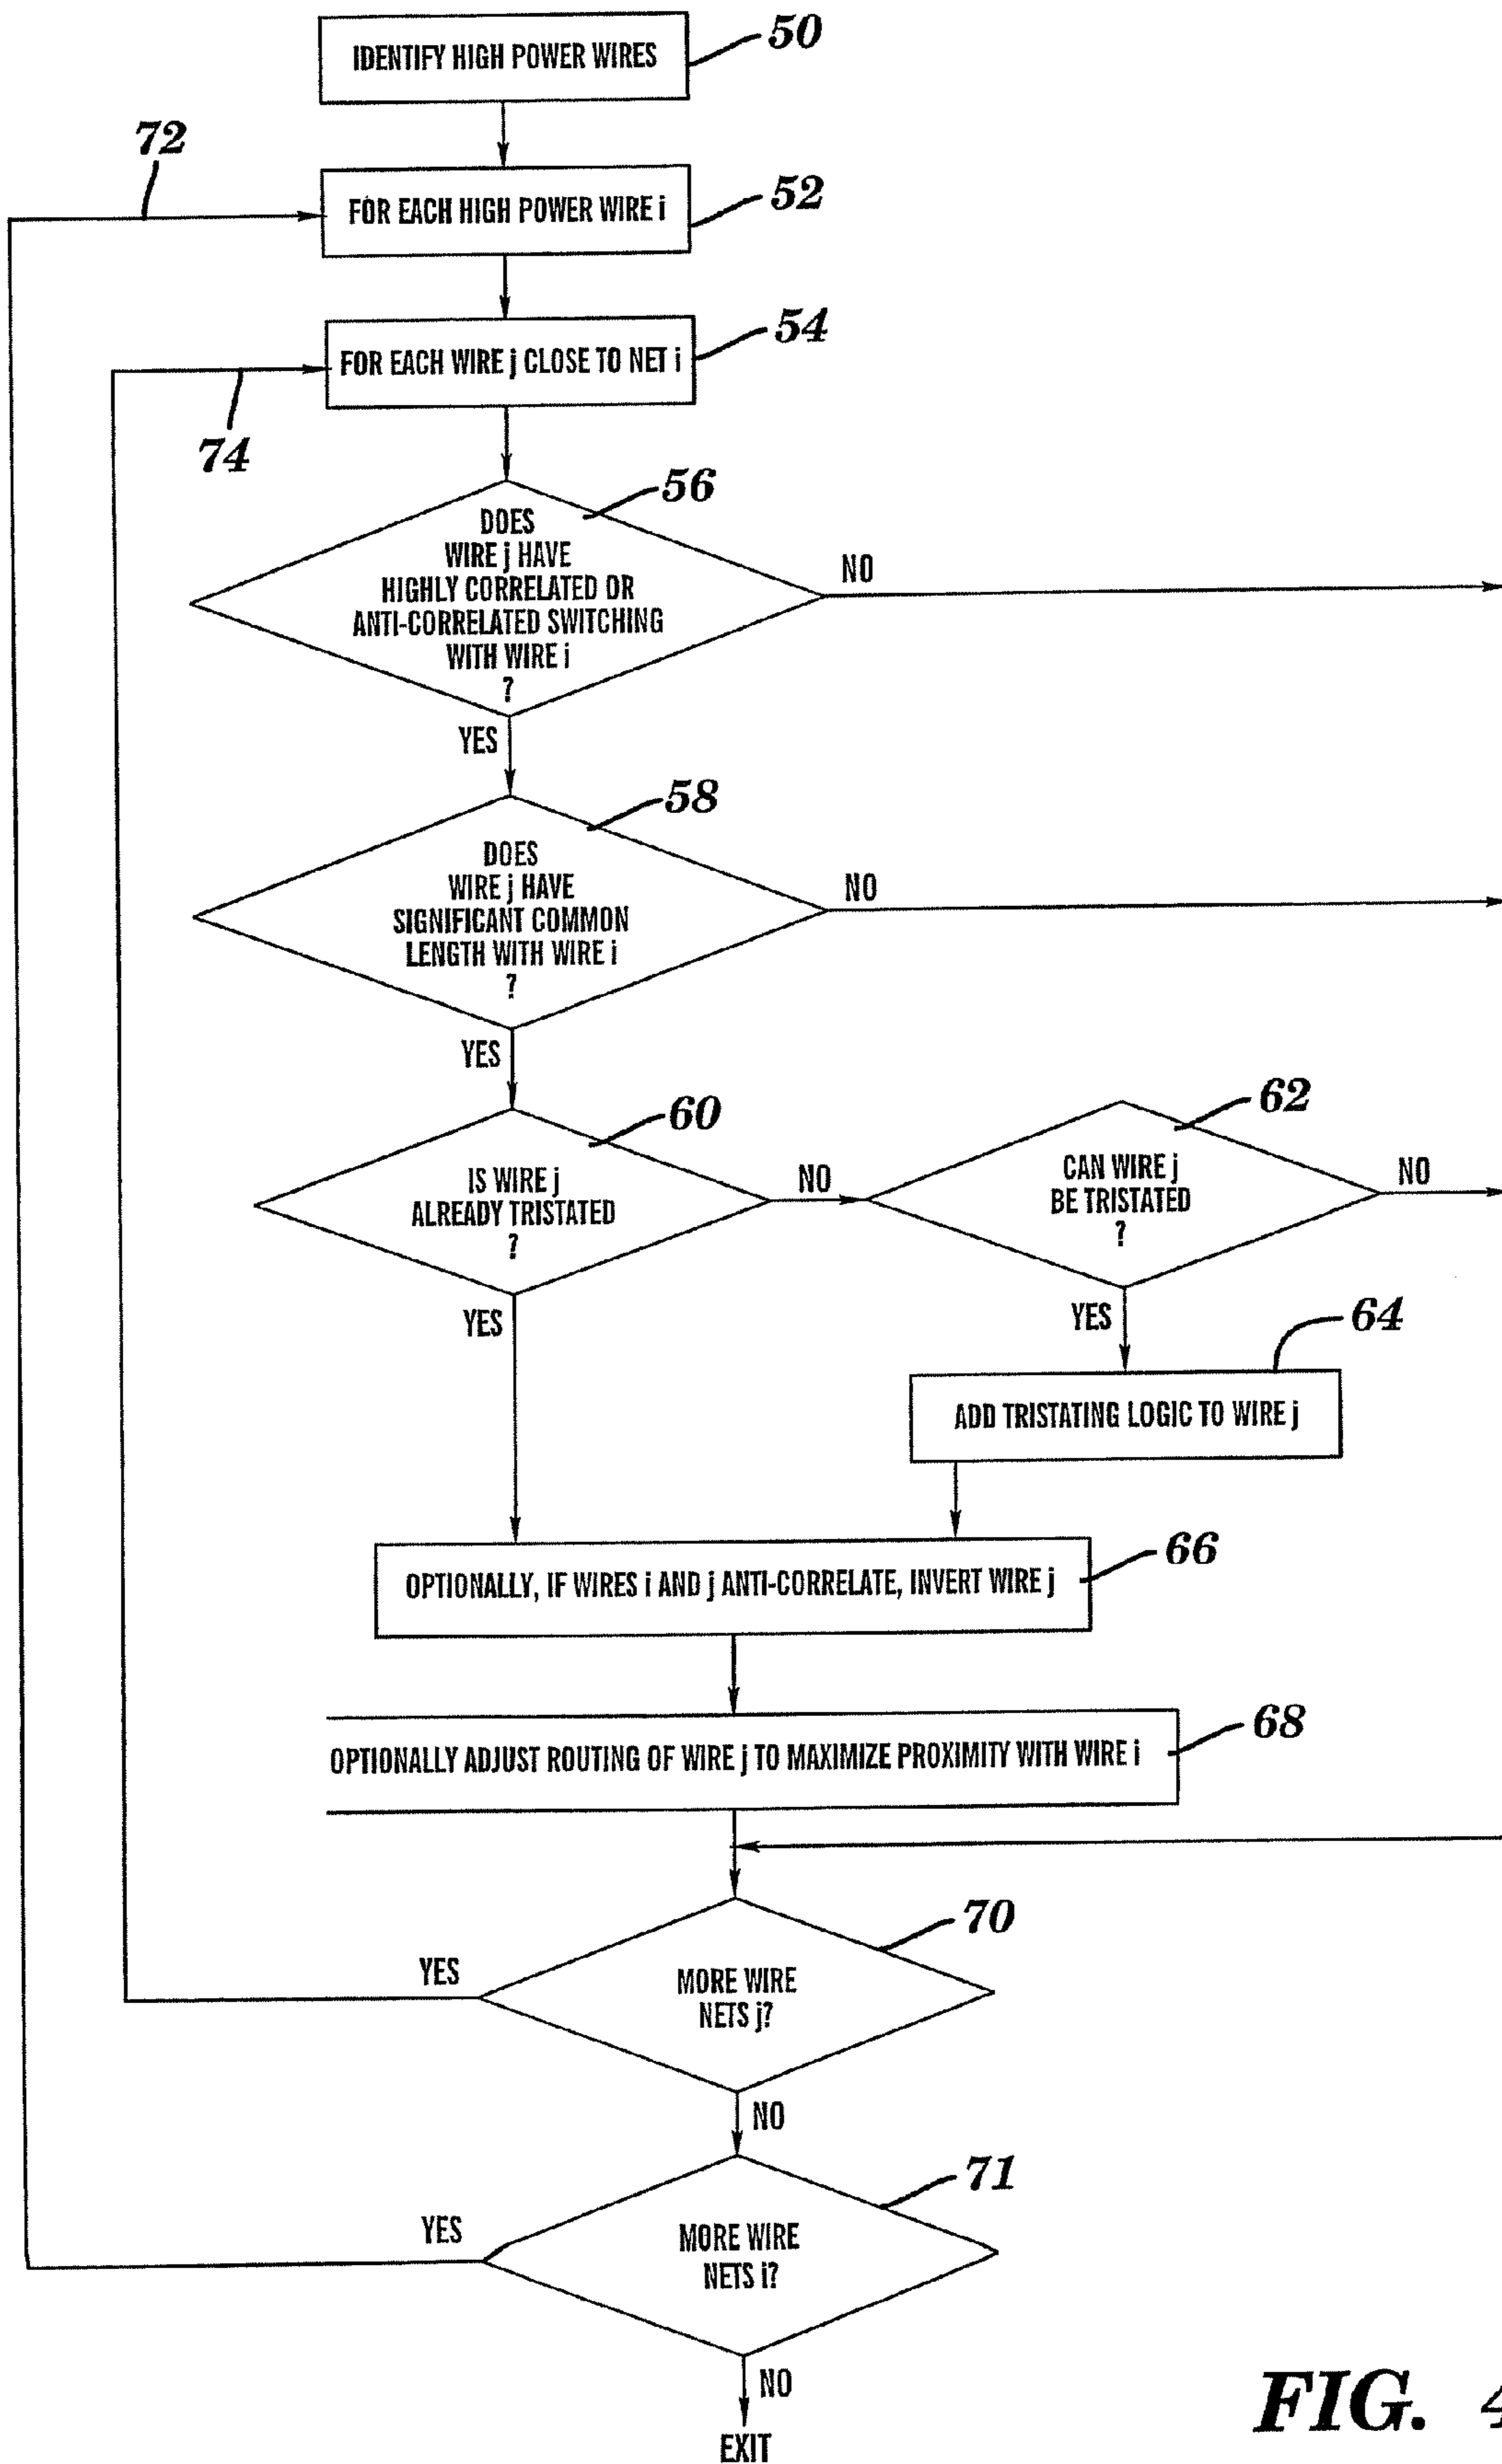 50
IDENTIFY HIGH POWER WIRES
72
52
FOR EACH HIGH POWER WIRE i
54
FOR EACH WIRE j CLOSE TO NET i
74
56
DOES
WIRE j HAVE
HIGHLY CORRELATED OR
ANTI-CORRELATED SWITCHING
WITH WIRE i
?
NO
YES
58
DOES
WIRE j HAVE
SIGNIFICANT COMMON
LENGTH WITH WIRE i
?
NO
YES
60
IS WIRE j
ALREADY TRISTATED
?
NO
62
CAN WIRE j
BE TRISTATED
?
NO
YES
YES
64
ADD TRISTATING LOGIC TO WIRE j
66
OPTIONALLY, IF WIRES i AND j ANTI-CORRELATE, INVERT WIRE j
68
OPTIONALLY ADJUST ROUTING OF WIRE j TO MAXIMIZE PROXIMITY WITH WIRE i
70
MORE WIRE
NETS j?
YES
NO
71
MORE WIRE
NETS i?
YES
NO
EXIT
FIG. 4